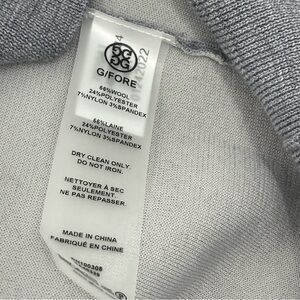 G/FORE
66%WOOL
24%POLYESTER
7%NYLON 3%SPANDEX
66%LAINE
24%POLYESTER
7%NYLON 3%SPANDEX
DRY CLEAN ONLY.
DO NOT IRON.
NETTOYER À SEC
SEULEMENT.
NE PAS REPASSER.
MADE IN CHINA
FABRIQUÉ EN CHINE